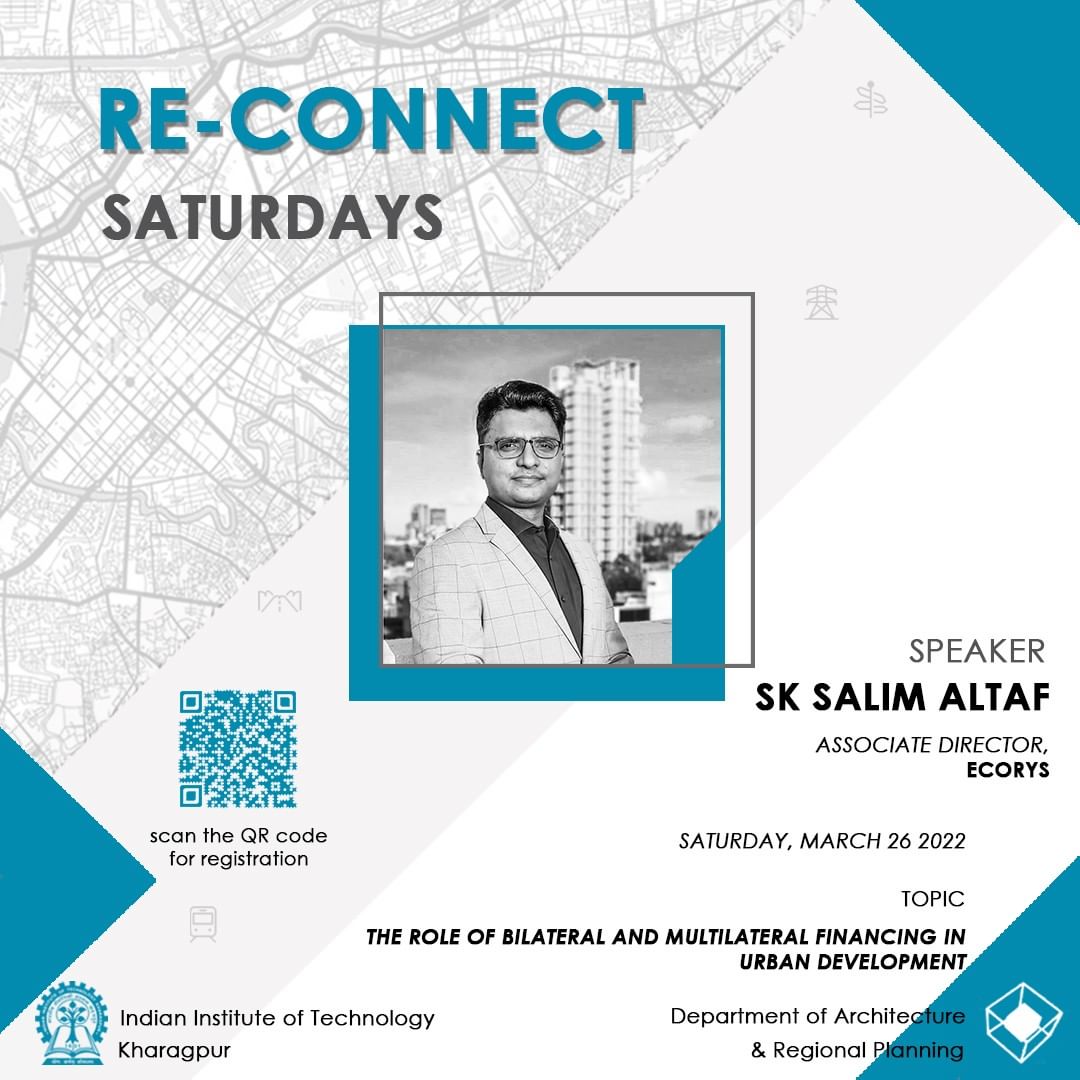 RE-CONNECT
SATURDAYS
SPEAKER
SK SALIM ALTAF
ASSOCIATE DIRECTOR,
ECORYS
scan the QR code
for registration
SATURDAY, MARCH 26 2022
TOPIC
THE ROLE OF BILATERAL AND MULTILATERAL FINANCING IN
URBAN DEVELOPMENT
Indian Institute of Technology
Kharagpur
Department of Architecture
& Regional Planning